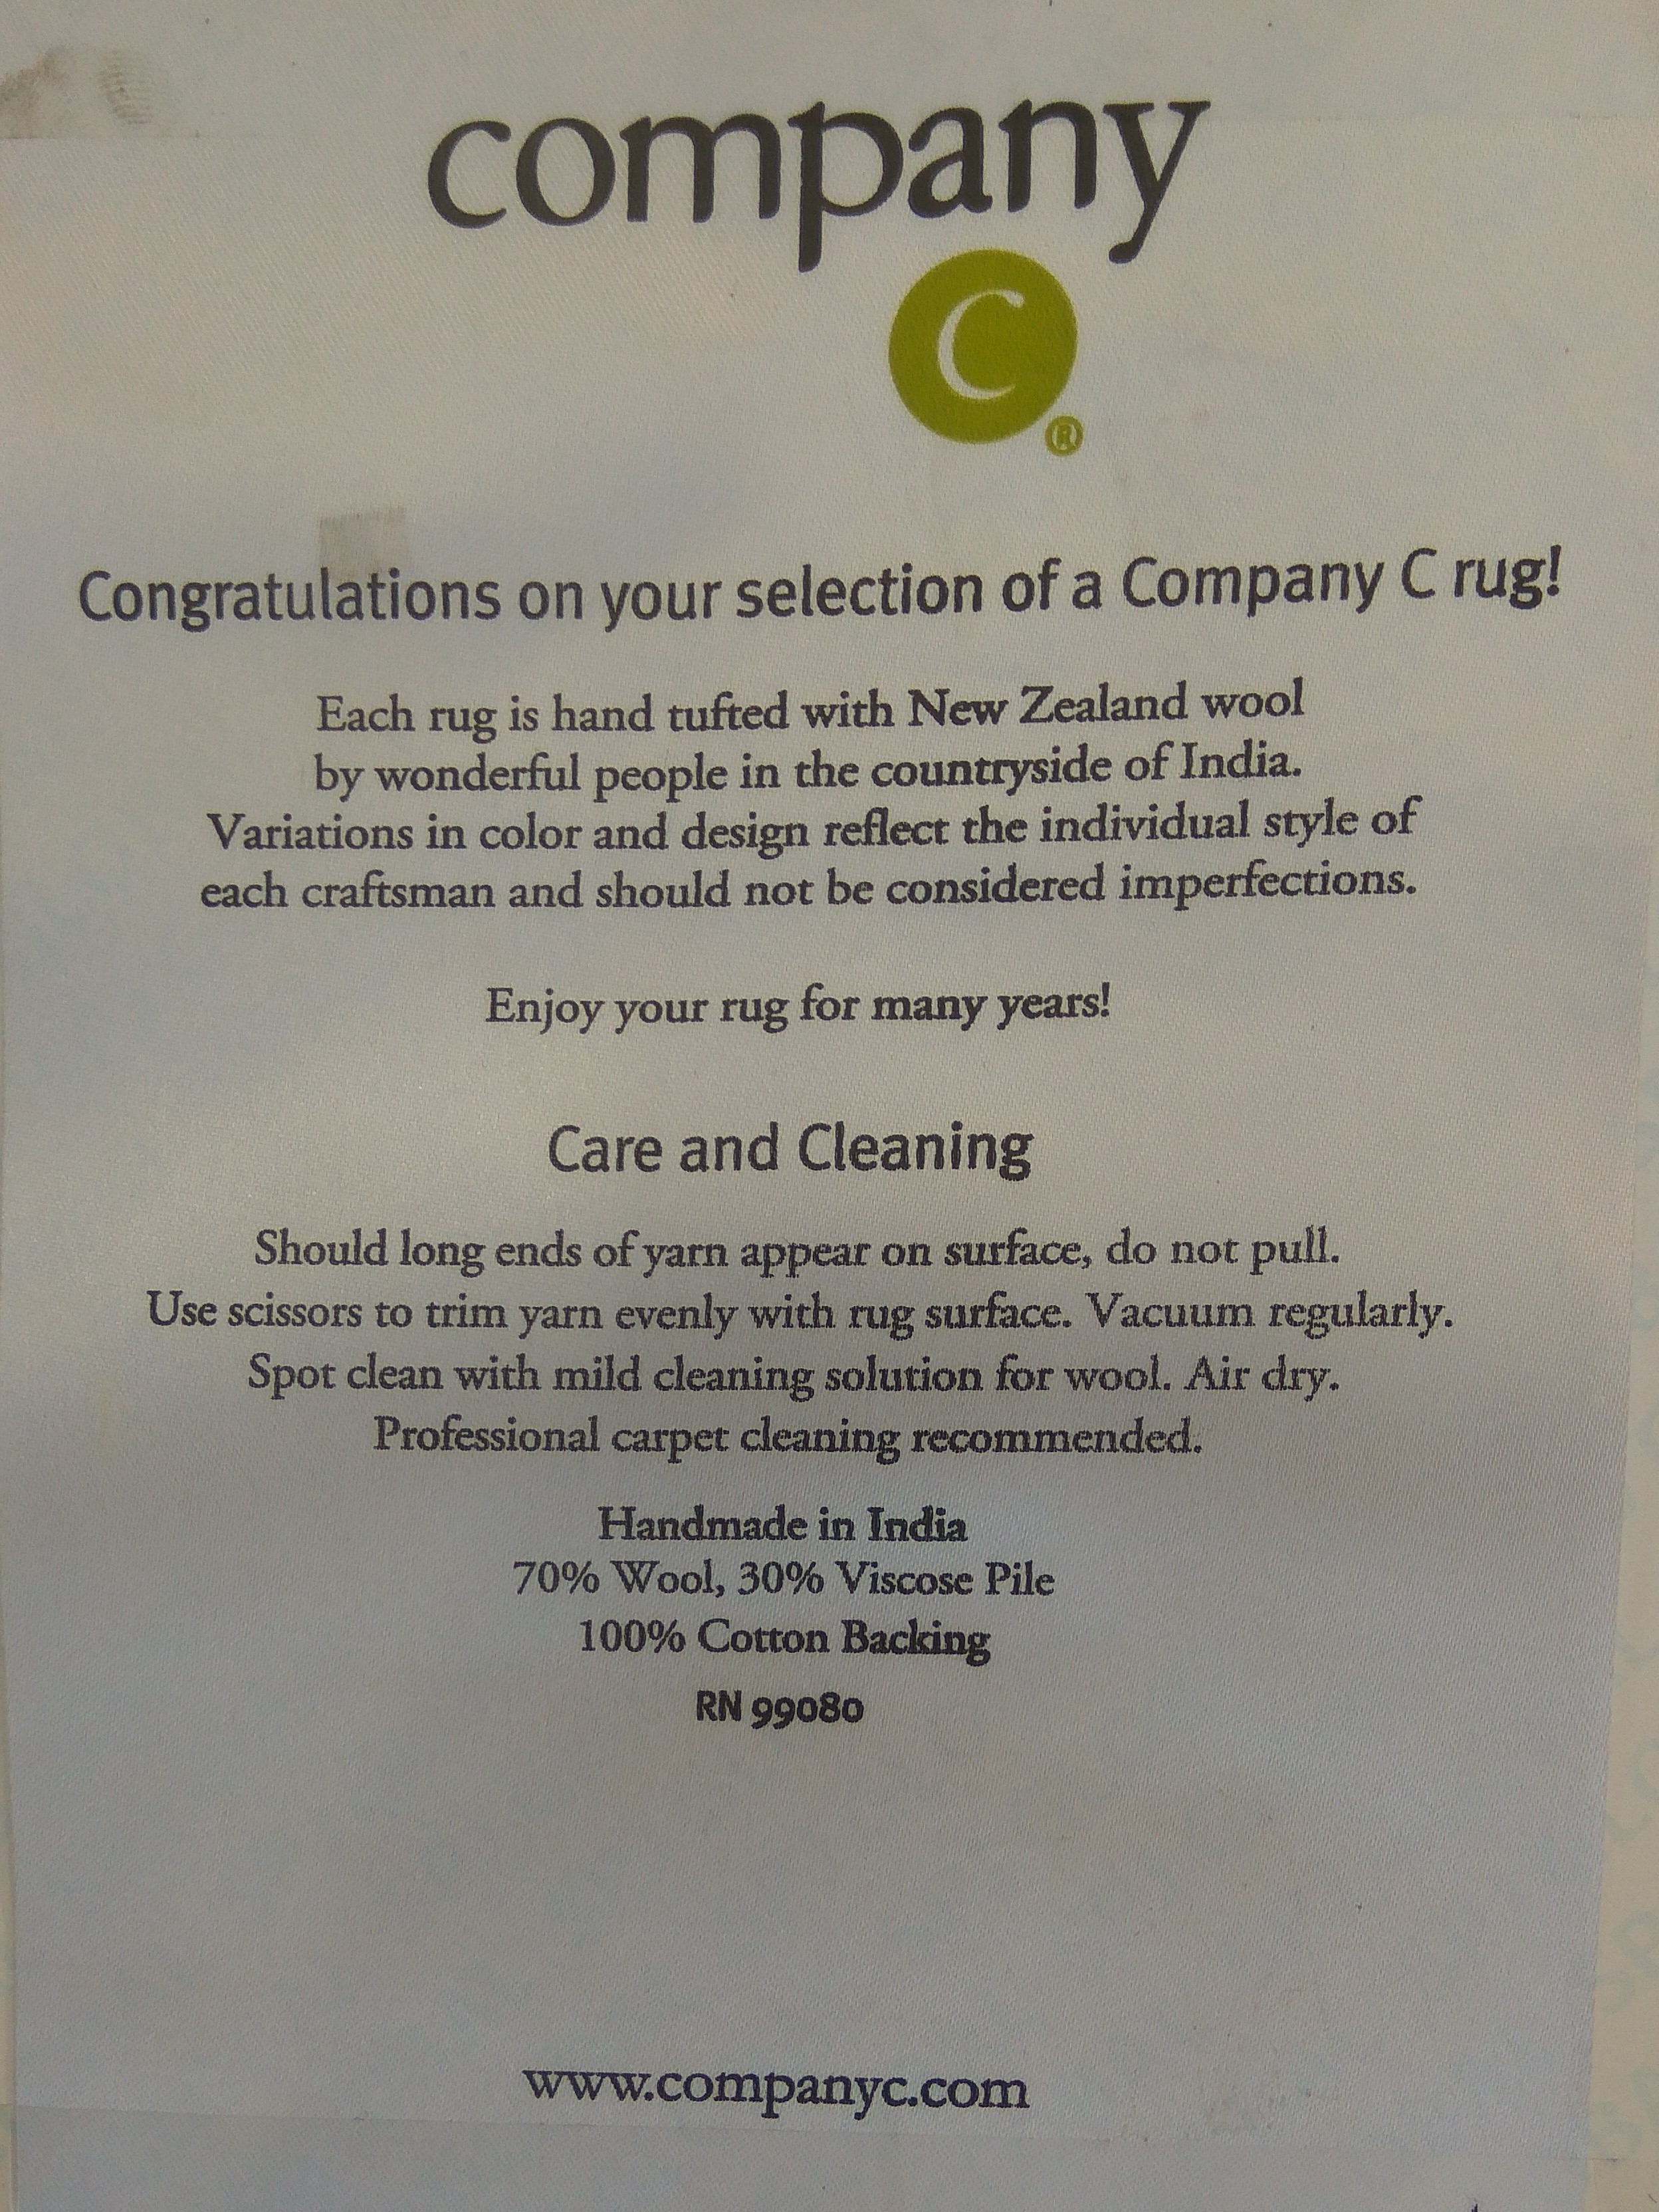 company
C®
Congratulations on your selection of a Company C rug!
Each rug is hand tufted with New Zealand wool
by wonderful people in the countryside of India.
Variations in color and design reflect the individual style of
each craftsman and should not be considered imperfections.
Enjoy your rug for many years!
Care and Cleaning
Should long ends of yarn appear on surface, do not pull.
Use scissors to trim yarn evenly with rug surface. Vacuum regularly.
Spot clean with mild cleaning solution for wool. Air dry.
Professional carpet cleaning recommended.
Handmade in India
70% Wool, 30% Viscose Pile
100% Cotton Backing
RN 99080
www.companyc.com